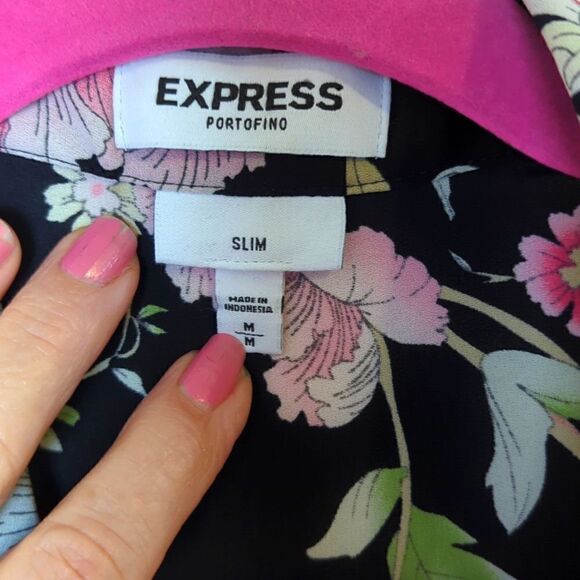 EXPRESS
PORTOFINO
SLIM
MADE IN
INDONESIA
M
M